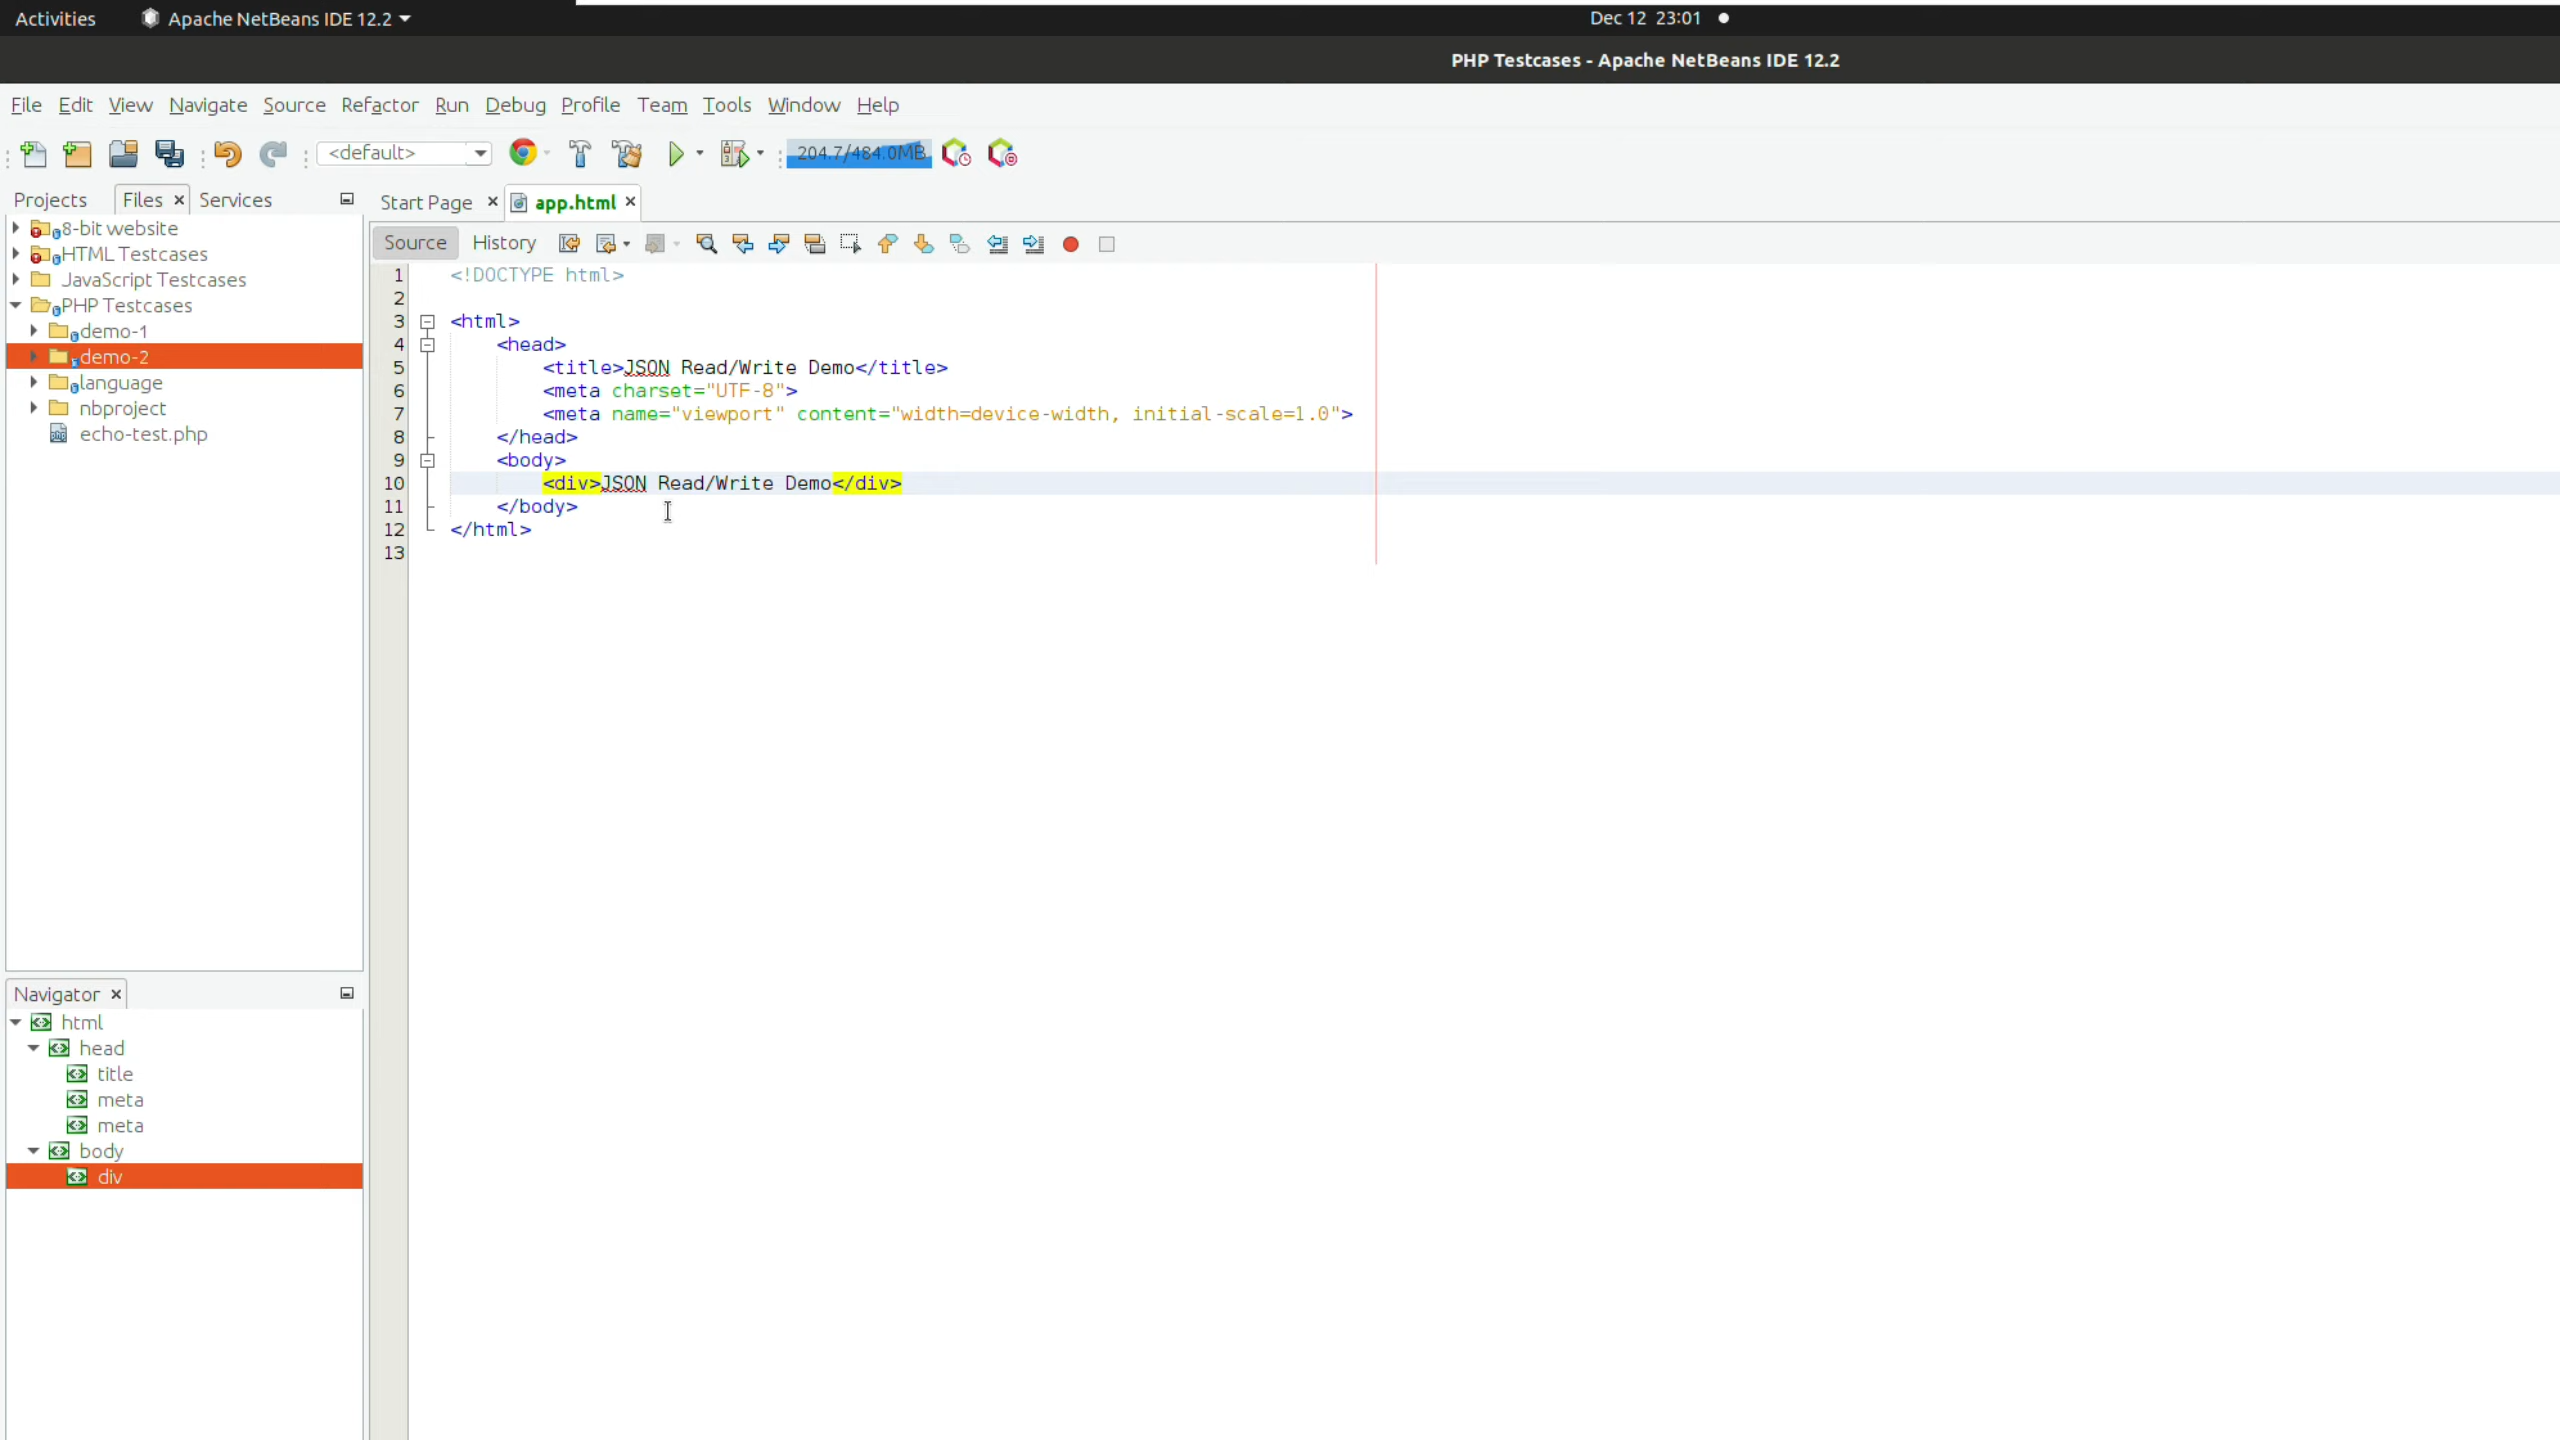 Activities Apache NetBeans IDE 12.2 Dec 12 23:01
PHP Testcases - Apache NetBeans IDE 12.2
File Edit View Navigate Source Refactor Run Debug Profile Team Tools Window Help
<default> 204.7/484.0MB
Projects Files Services Start Page app.html
Source History
8-bit website
HTML Testcases
JavaScript Testcases
PHP Testcases
demo-1
demo-2
language
nbproject
echo-test.php
1 <!DOCTYPE html>
2
3 <html>
4 <head>
5 <title>JSON Read/Write Demo</title>
6 <meta charset="UTF-8">
7 <meta name="viewport" content="width=device-width, initial-scale=1.0">
8 </head>
9 <body>
10 <div>JSON Read/Write Demo</div>
11 </body>
12 </html>
13
Navigator
html
head
title
meta
meta
body
div